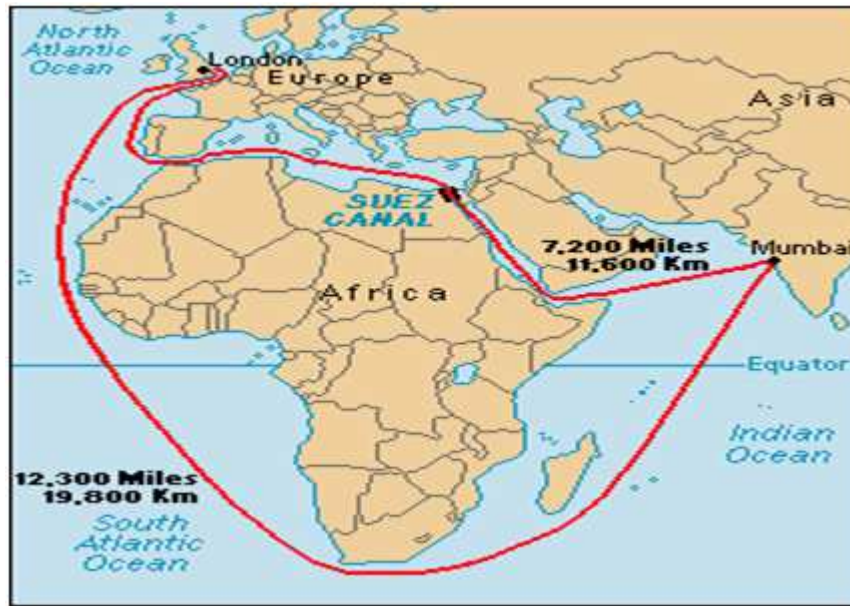 North
Atlantic
Ocean
London
Europe
Asia
SUEZ
CANAL
7,200 Miles
11,600 Km
Mumbai
Africa
Equator
Indian
Ocean
12,300 Miles
19,800 Km
South
Atlantic
Ocean